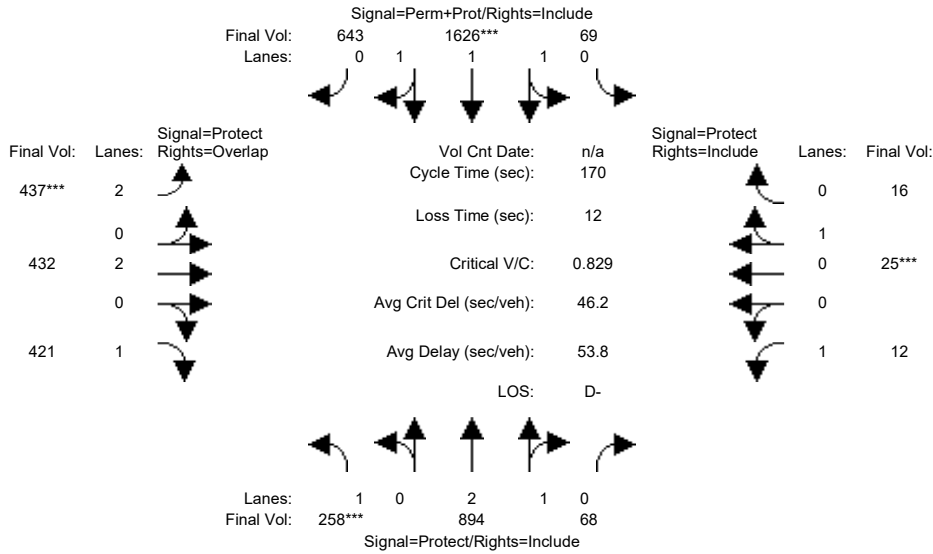 Signal=Perm+Prot/Rights=Include
Final Vol: 643 1626*** 69
Lanes: 0 1 1 1 0
Signal=Protect Signal=Protect
Final Vol: Lanes: Rights=Overlap Vol Cnt Date: n/a Rights=Include Lanes: Final Vol:
Cycle Time (sec): 170
437*** 2 0 16
Loss Time (sec): 12
0 1
432 2 Critical V/C: 0.829 0 25***
0 Avg Crit Del (sec/veh): 46.2 0
421 1 Avg Delay (sec/veh): 53.8 1 12
LOS: D-
Lanes: 1 0 2 1 0
Final Vol: 258*** 894 68
Signal=Protect/Rights=Include